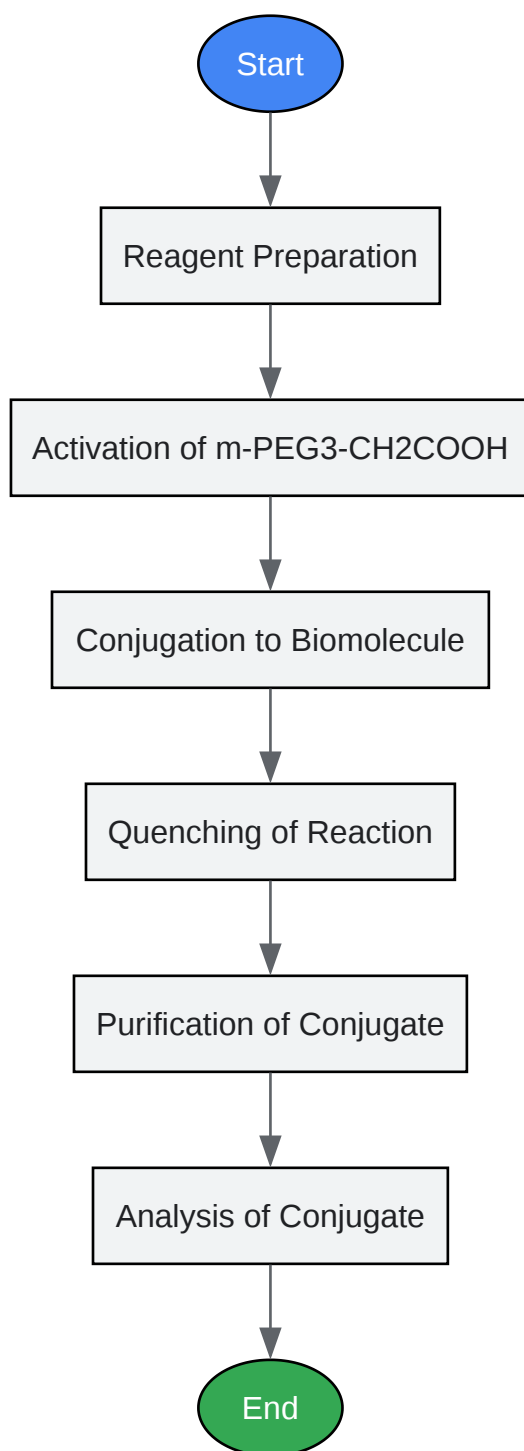 Start
Reagent Preparation
Activation of m-PEG3-CH2COOH
Conjugation to Biomolecule
Quenching of Reaction
Purification of Conjugate
Analysis of Conjugate
End